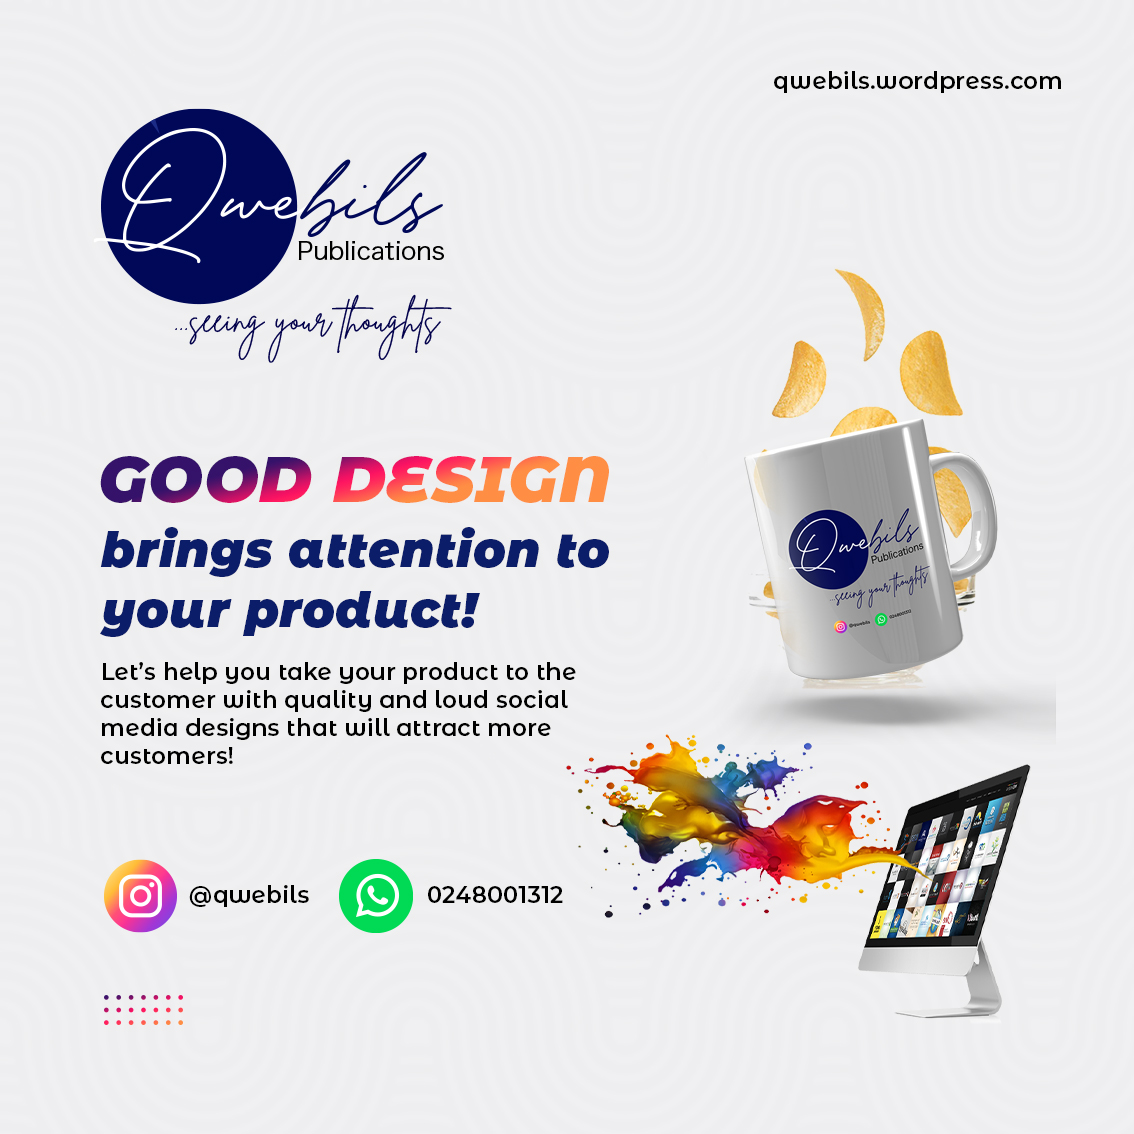 qwebils.wordpress.com
Qwebils
Publications
...seeing your thoughts
GOOD DESIGN
brings attention to
your product!
Let’s help you take your product to the
customer with quality and loud social
media designs that will attract more
customers!
@qwebils 0248001312
Qwebils
Publications
...seeing your thoughts
@qwebils 0248001312